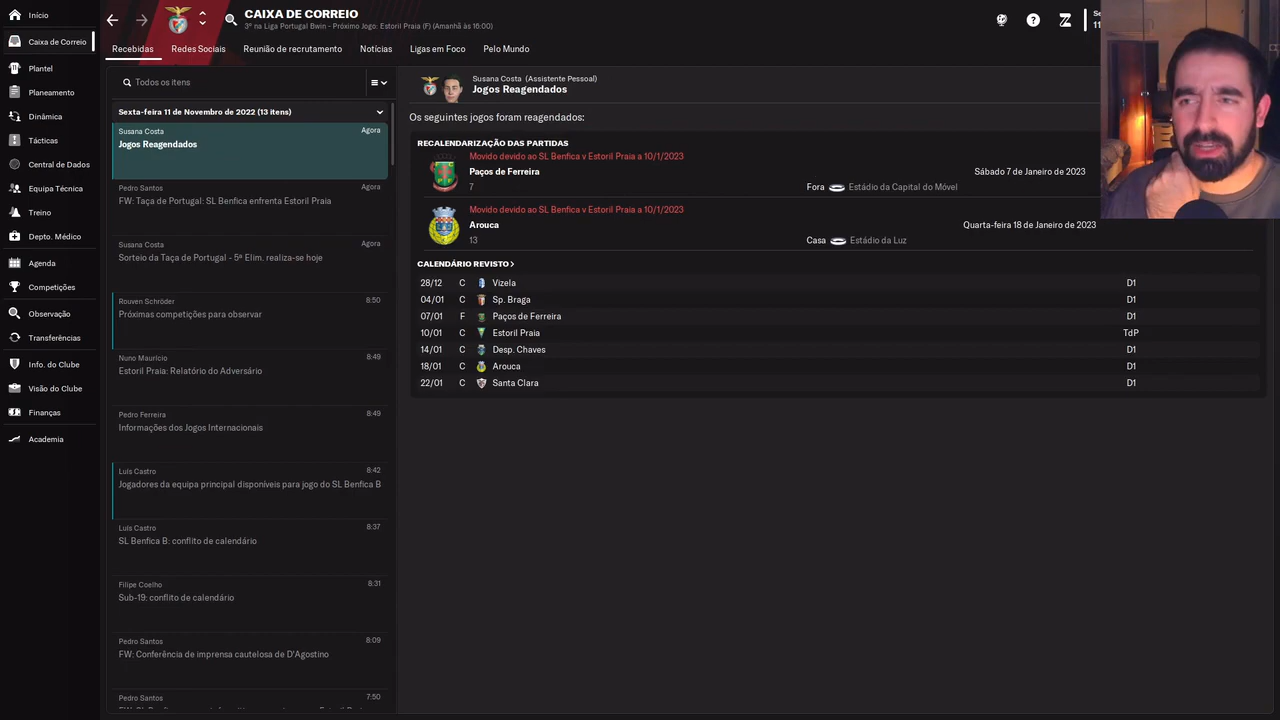 Início
Caixa de Correio
Plantel
Planeamento
Dinâmica
Tácticas
Central de Dados
Equipa Técnica
Treino
Depto. Médico
Agenda
Competições
Observação
Transferências
Info. do Clube
Visão do Clube
Finanças
Academia
CAIXA DE CORREIO
3º na Liga Portugal Bwin - Próximo Jogo: Estoril Praia (F) (Amanhã às 16:00)
Recebidas Redes Sociais Reunião de recrutamento Notícias Ligas em Foco Pelo Mundo
Todos os itens
Sexta-feira 11 de Novembro de 2022 (13 itens)
Susana Costa Agora
Jogos Reagendados
Pedro Santos Agora
FW: Taça de Portugal: SL Benfica enfrenta Estoril Praia
Susana Costa Agora
Sorteio da Taça de Portugal - 5ª Elim. realiza-se hoje
Rouven Schröder 8:50
Próximas competições para observar
Nuno Maurício 8:49
Estoril Praia: Relatório do Adversário
Pedro Ferreira 8:49
Informações dos Jogos Internacionais
Luís Castro 8:42
Jogadores da equipa principal disponíveis para jogo do SL Benfica B
Luís Castro 8:37
SL Benfica B: conflito de calendário
Filipe Coelho 8:31
Sub-19: conflito de calendário
Pedro Santos 8:09
FW: Conferência de imprensa cautelosa de D'Agostino
Pedro Santos 7:50
Susana Costa (Assistente Pessoal)
Jogos Reagendados
Os seguintes jogos foram reagendados:
RECALENDARIZAÇÃO DAS PARTIDAS
Movido devido ao SL Benfica v Estoril Praia a 10/1/2023
Paços de Ferreira Sábado 7 de Janeiro de 2023
7 Fora Estádio da Capital do Móvel
Movido devido ao SL Benfica v Estoril Praia a 10/1/2023
Arouca Quarta-feira 18 de Janeiro de 2023
13 Casa Estádio da Luz
CALENDÁRIO REVISTO
28/12 C Vizela D1
04/01 C Sp. Braga D1
07/01 F Paços de Ferreira D1
10/01 C Estoril Praia TdP
14/01 C Desp. Chaves D1
18/01 C Arouca D1
22/01 C Santa Clara D1